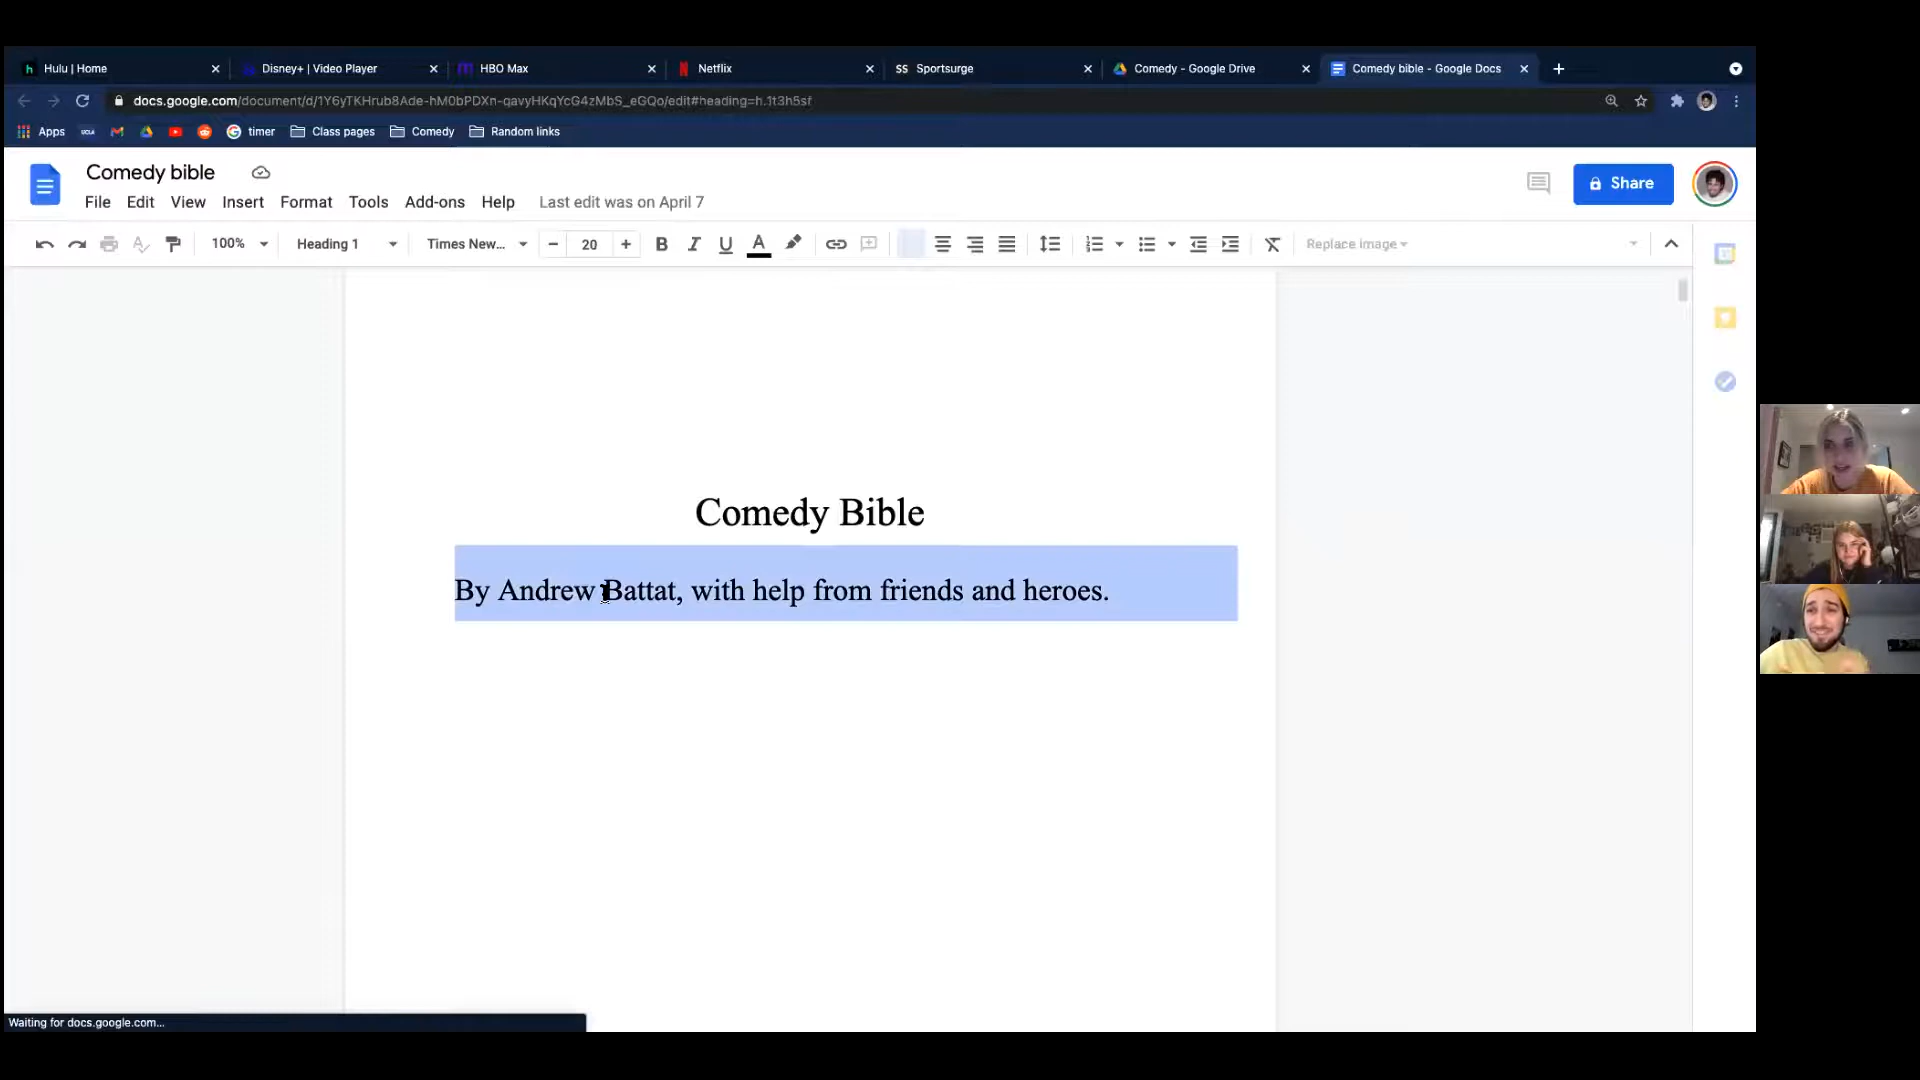 Hulu | Home
Disney+ | Video Player
HBO Max
Netflix
SS Sportsurge
Comedy - Google Drive
Comedy bible - Google Docs
docs.google.com/document/d/1Y6yTKHrub8Ade-hM0bPDXn-qavyHKqYcG4zMbS_eGQo/edit#heading=h.1t3h5sf
Apps
UCLA
timer
Class pages
Comedy
Random links
Comedy bible
File Edit View Insert Format Tools Add-ons Help Last edit was on April 7
Share
100% Heading 1 Times New... 20 B I U A Replace image
Comedy Bible
By Andrew Battat, with help from friends and heroes.
Waiting for docs.google.com...